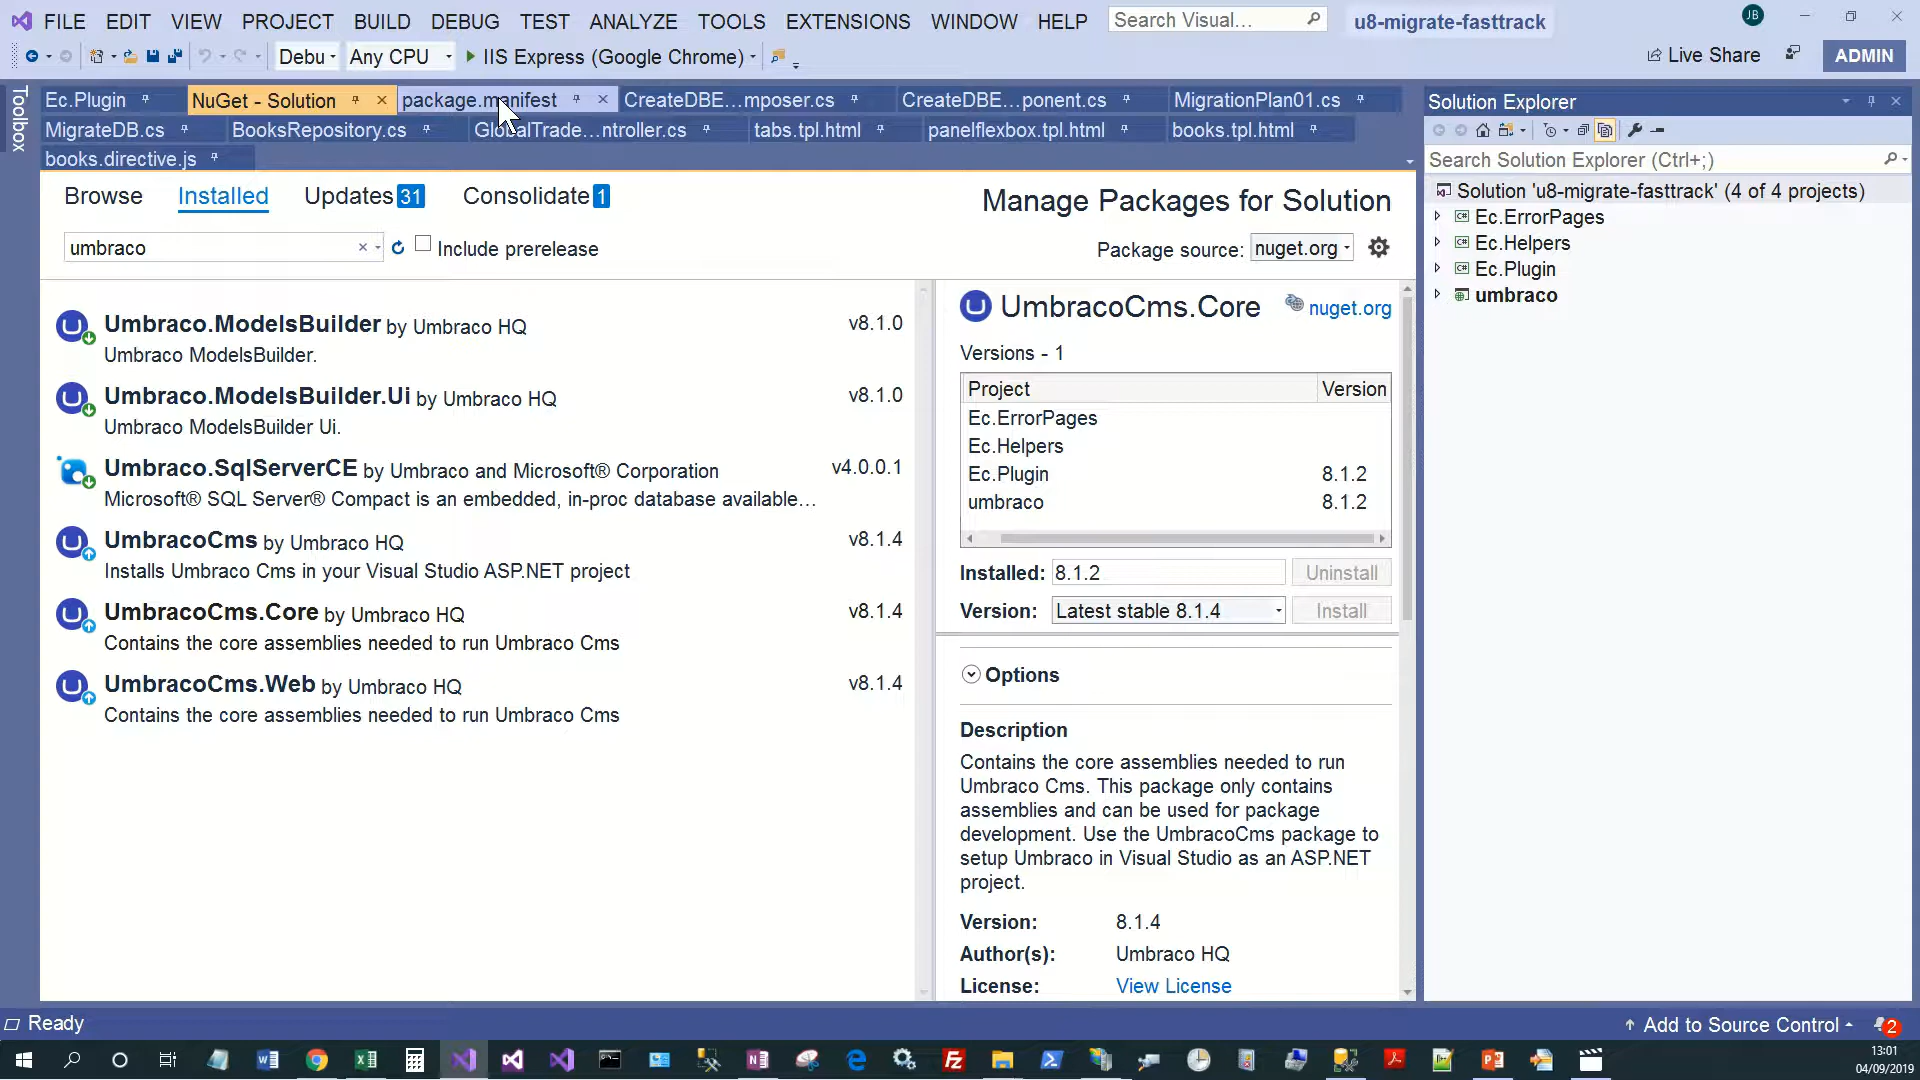 FILE EDIT VIEW PROJECT BUILD DEBUG TEST ANALYZE TOOLS EXTENSIONS WINDOW HELP Search Visual... u8-migrate-fasttrack JB
Debu Any CPU IIS Express (Google Chrome) Live Share ADMIN
Toolbox
Ec.Plugin NuGet - Solution package.manifest CreateDBE...mposer.cs CreateDBE...ponent.cs MigrationPlan01.cs
MigrateDB.cs BooksRepository.cs GlobalTrade...ntroller.cs tabs.tpl.html panelflexbox.tpl.html books.tpl.html
books.directive.js
Browse Installed Updates 31 Consolidate 1
Manage Packages for Solution
umbraco Include prerelease
Package source: nuget.org
Umbraco.ModelsBuilder by Umbraco HQ v8.1.0
Umbraco ModelsBuilder.
Umbraco.ModelsBuilder.Ui by Umbraco HQ v8.1.0
Umbraco ModelsBuilder Ui.
Umbraco.SqlServerCE by Umbraco and Microsoft® Corporation v4.0.0.1
Microsoft® SQL Server® Compact is an embedded, in-proc database available...
UmbracoCms by Umbraco HQ v8.1.4
Installs Umbraco Cms in your Visual Studio ASP.NET project
UmbracoCms.Core by Umbraco HQ v8.1.4
Contains the core assemblies needed to run Umbraco Cms
UmbracoCms.Web by Umbraco HQ v8.1.4
Contains the core assemblies needed to run Umbraco Cms
UmbracoCms.Core nuget.org
Versions - 1
Project Version
Ec.ErrorPages
Ec.Helpers
Ec.Plugin 8.1.2
umbraco 8.1.2
Installed: 8.1.2 Uninstall
Version: Latest stable 8.1.4 Install
Options
Description
Contains the core assemblies needed to run
Umbraco Cms. This package only contains
assemblies and can be used for package
development. Use the UmbracoCms package to
setup Umbraco in Visual Studio as an ASP.NET
project.
Version: 8.1.4
Author(s): Umbraco HQ
License: View License
Solution Explorer
Search Solution Explorer (Ctrl+;)
Solution 'u8-migrate-fasttrack' (4 of 4 projects)
Ec.ErrorPages
Ec.Helpers
Ec.Plugin
umbraco
Ready
Add to Source Control 2
13:01
04/09/2019